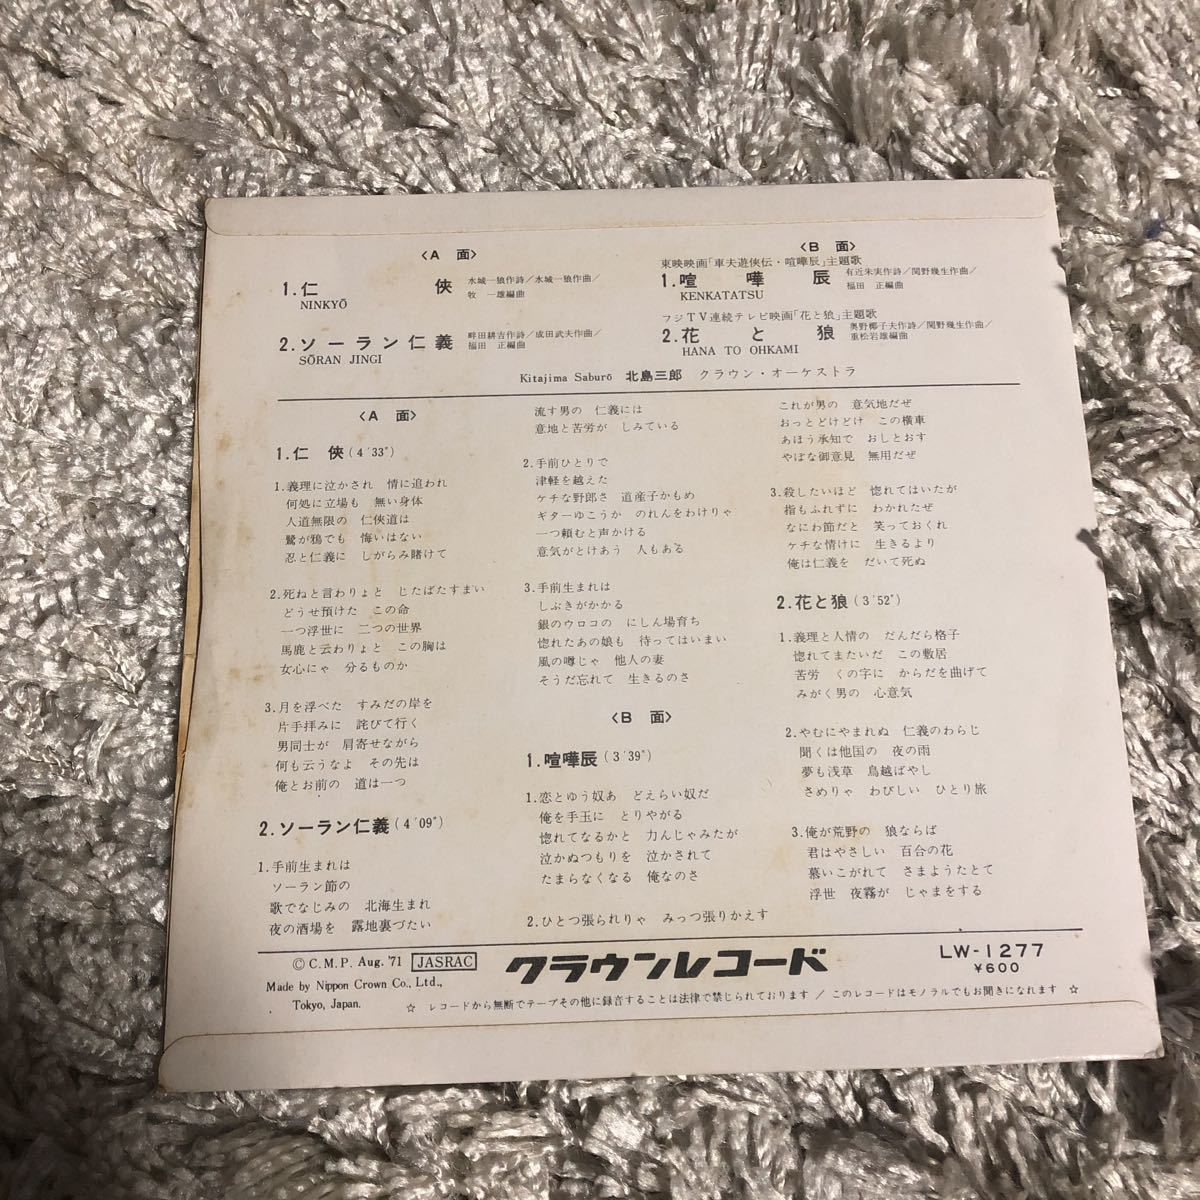 〈A 面〉
1.仁 俠 水城一狼作詩/水城一狼作曲/
NINKYŌ 牧 一雄編曲
2.ソーラン仁義 畔田耕吉作詩/成田武夫作曲/
SŌRAN JINGI 福田 正編曲
〈B 面〉
東映映画「車夫遊俠伝・喧嘩辰」主題歌
1.喧嘩辰 有近朱実作詩/関野幾生作曲/
KENKATATSU 福田 正編曲
フジTV連続テレビ映画「花と狼」主題歌
2.花と狼 奥野椰子夫作詩/関野幾生作曲/
HANA TO OHKAMI 重松岩雄編曲
Kitajima Saburō 北島三郎 クラウン・オーケストラ
〈A 面〉
1.仁 俠(4′33″)
1.義理に泣かされ 情に追われ
何処に立場も 無い身体
人道無限の 仁俠道は
鷺が鴉でも 悔いはない
忍と仁義に しがらみ賭けて
2.死ねと言わりょと じたばたすまい
どうせ預けた この命
一つ浮世に 二つの世界
馬鹿と云わりょと この胸は
女心にゃ 分るものか
3.月を浮べた すみだの岸を
片手拝みに 詫びて行く
男同士が 肩寄せながら
何も云うなよ その先は
俺とお前の 道は一つ
2.ソーラン仁義(4′09″)
1.手前生まれは
ソーラン節の
歌でなじみの 北海生まれ
夜の酒場を 露地裏づたい
流す男の 仁義には
意地と苦労が しみている
2.手前ひとりで
津軽を越えた
ケチな野郎さ 道産子かもめ
ギターゆこうか のれんをわけりゃ
一つ頼むと声かける
意気がとけあう 人もある
3.手前生まれは
しぶきがかかる
銀のウロコの にしん場育ち
惚れたあの娘も 待ってはいまい
風の噂じゃ 他人の妻
そうだ忘れて 生きるのさ
〈B 面〉
1.喧嘩辰(3′39″)
1.恋とゆう奴あ どえらい奴だ
俺を手玉に とりやがる
惚れてなるかと 力んじゃみたが
泣かぬつもりを 泣かされて
たまらなくなる 俺なのさ
2.ひとつ張られりゃ みっつ張りかえす
これが男の 意気地だぜ
おっとどけどけ この横車
あほう承知で おしとおす
やぼな御意見 無用だぜ
3.殺したいほど 惚れてはいたが
指もふれずに わかれたぜ
なにわ節だと 笑っておくれ
ケチな情けに 生きるより
俺は仁義を だいて死ぬ
2.花と狼(3′52″)
1.義理と人情の だんだら格子
惚れてまたいだ この敷居
苦労 くの字に からだを曲げて
みがく男の 心意気
2.やむにやまれぬ 仁義のわらじ
聞くは他国の 夜の雨
夢も浅草 鳥越ばやし
さめりゃ わびしい ひとり旅
3.俺が荒野の 狼ならば
君はやさしい 百合の花
慕いこがれて さまようたとて
浮世 夜霧が じゃまをする
ⒸC.M.P. Aug.'71 JASRAC
Made by Nippon Crown Co., Ltd.,
Tokyo, Japan.
クラウンレコード
LW-1277
¥600
☆ レコードから無断でテープその他に録音することは法律で禁じられております / このレコードはモノラルでもお聞きになれます ☆